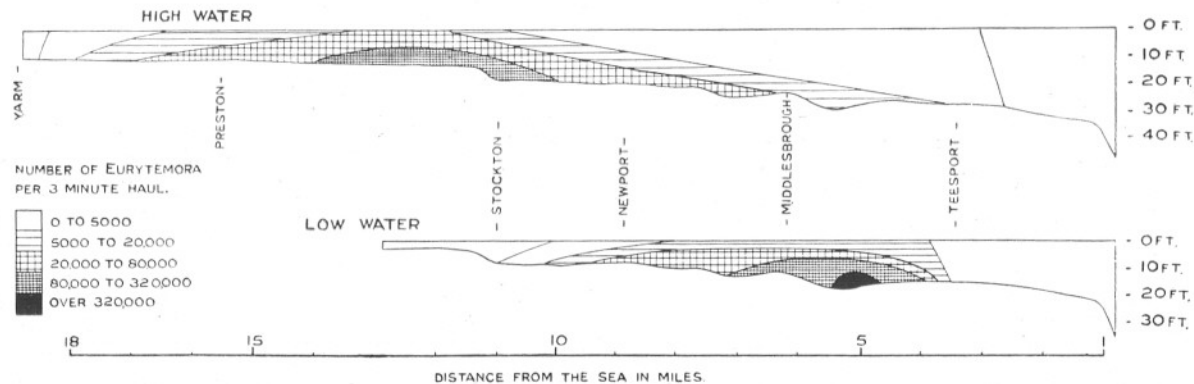 HIGH WATER
- 0 FT.
- 10 FT.
- 20 FT.
- 30 FT.
- 40 FT.
YARM -
PRESTON -
- STOCKTON -
- NEWPORT -
MIDDLESBROUGH -
- TEESPORT -
NUMBER OF EURYTEMORA
PER 3 MINUTE HAUL.
0 TO 5000
5000 TO 20,000
20,000 TO 80,000
80,000 TO 320,000
OVER 320,000
LOW WATER
- 0 FT.
- 10 FT.
- 20 FT.
- 30 FT.
18 15 10 5 1
DISTANCE FROM THE SEA IN MILES.